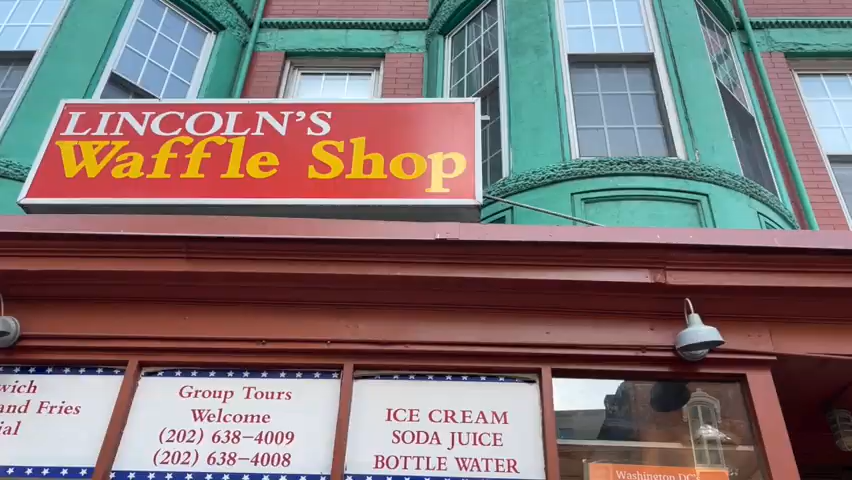 LINCOLN'S
Waffle Shop
wich
and Fries
ial
Group Tours
Welcome
(202) 638-4009
(202) 638-4008
ICE CREAM
SODA JUICE
BOTTLE WATER
Washington DC